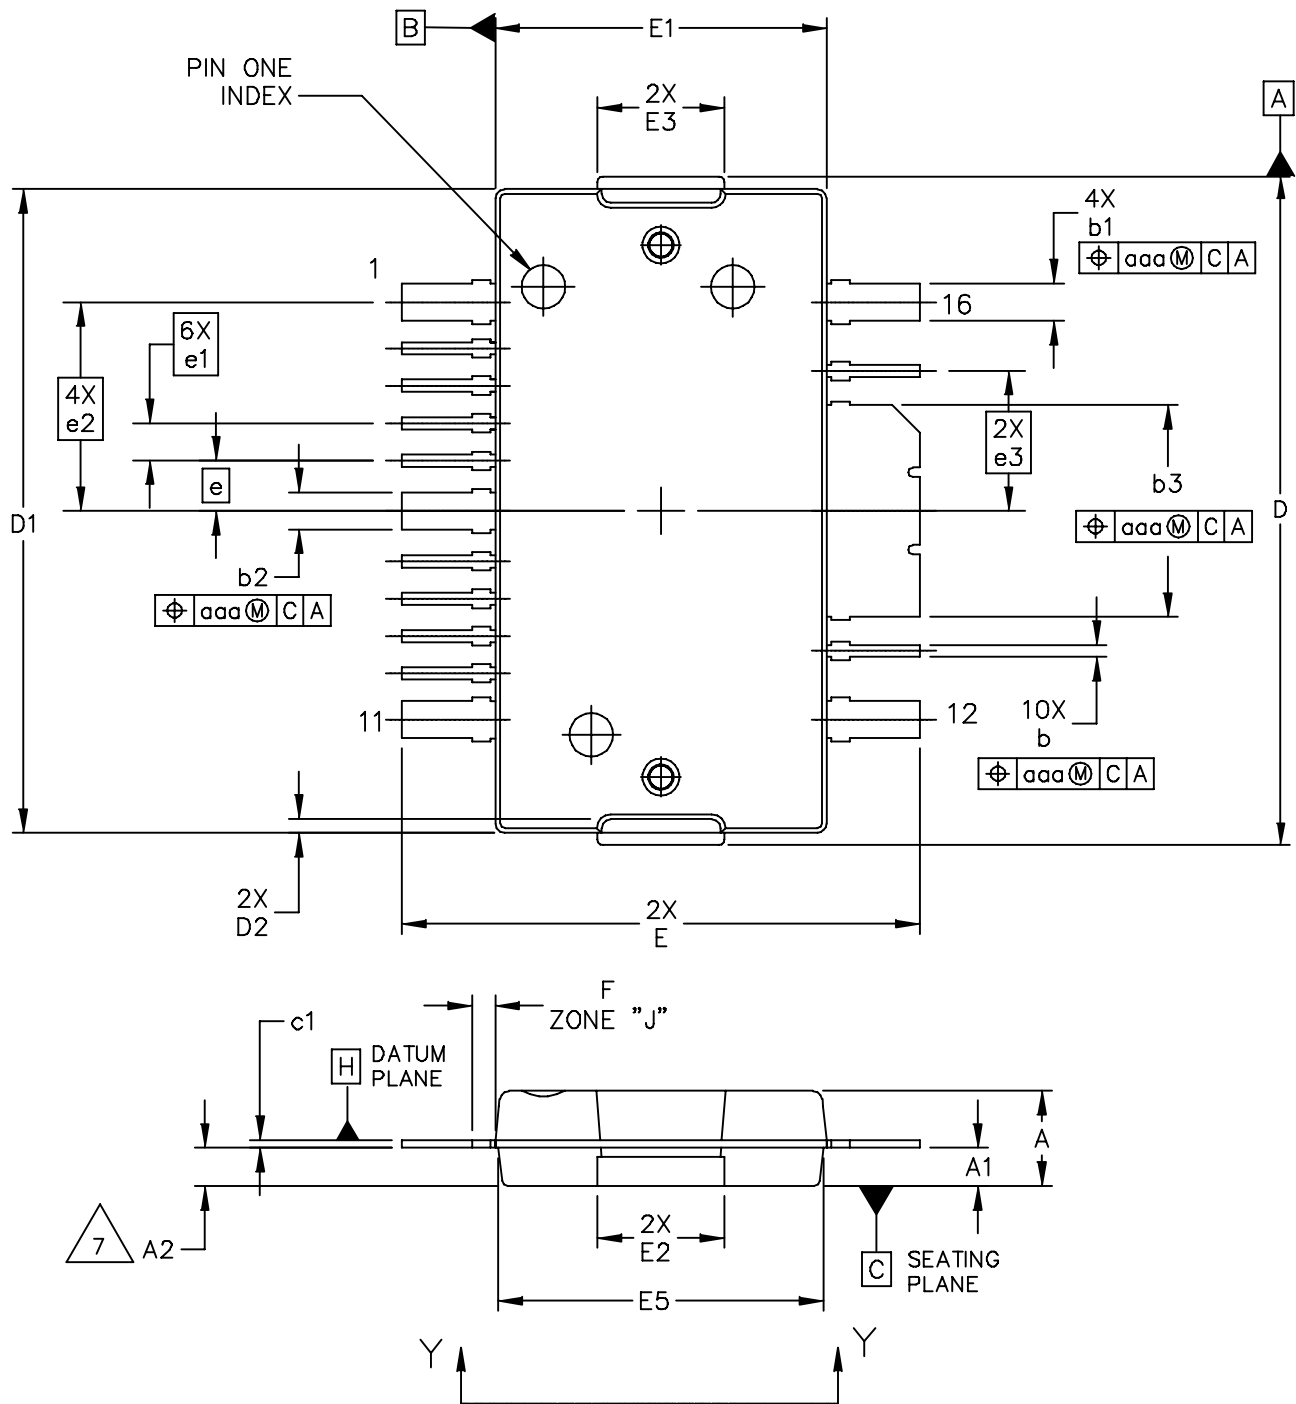 B
E1
PIN ONE
INDEX
2X
E3
A
4X
b1
⌖ aaa Ⓜ C A
1
16
6X
e1
4X
e2
2X
e3
e
b3
⌖ aaa Ⓜ C A
D1
D
b2
⌖ aaa Ⓜ C A
11
12
10X
b
⌖ aaa Ⓜ C A
2X
D2
2X
E
F
ZONE "J"
c1
H
DATUM
PLANE
A
A1
7
A2
2X
E2
C
SEATING
PLANE
E5
Y
Y